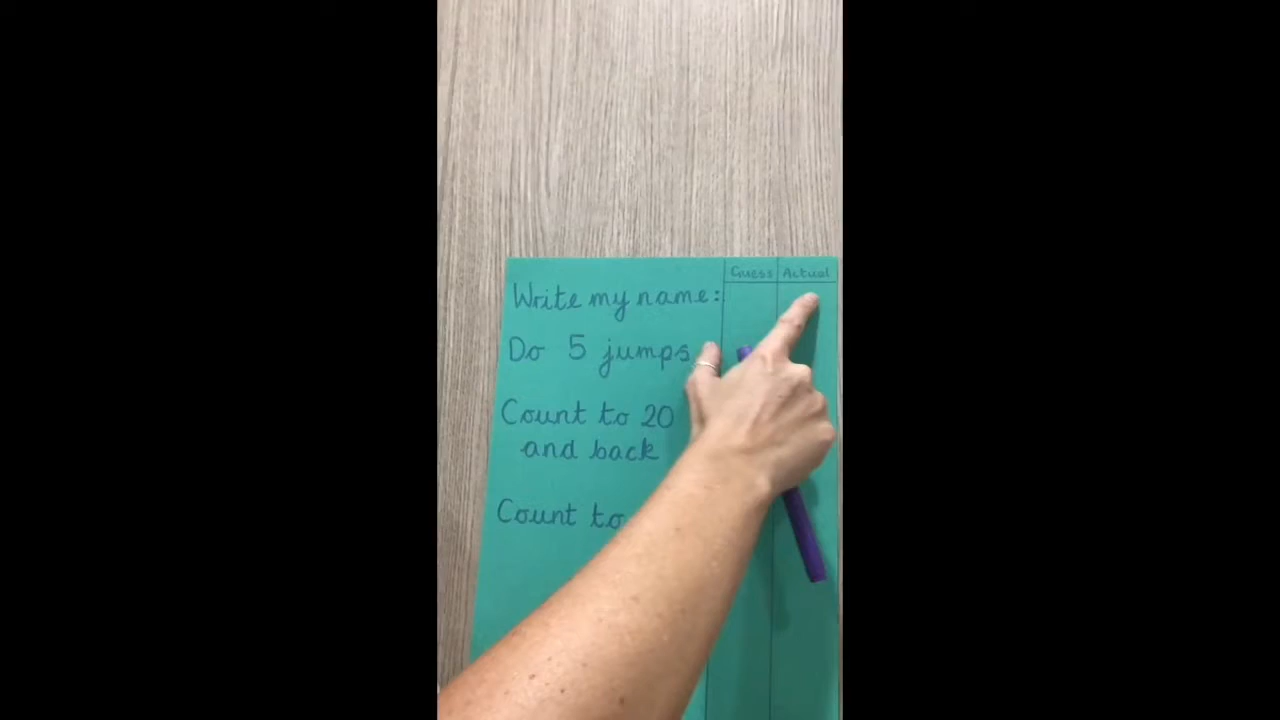 Guess Actual
Write my name:
Do 5 jumps
Count to 20
and back
Count to